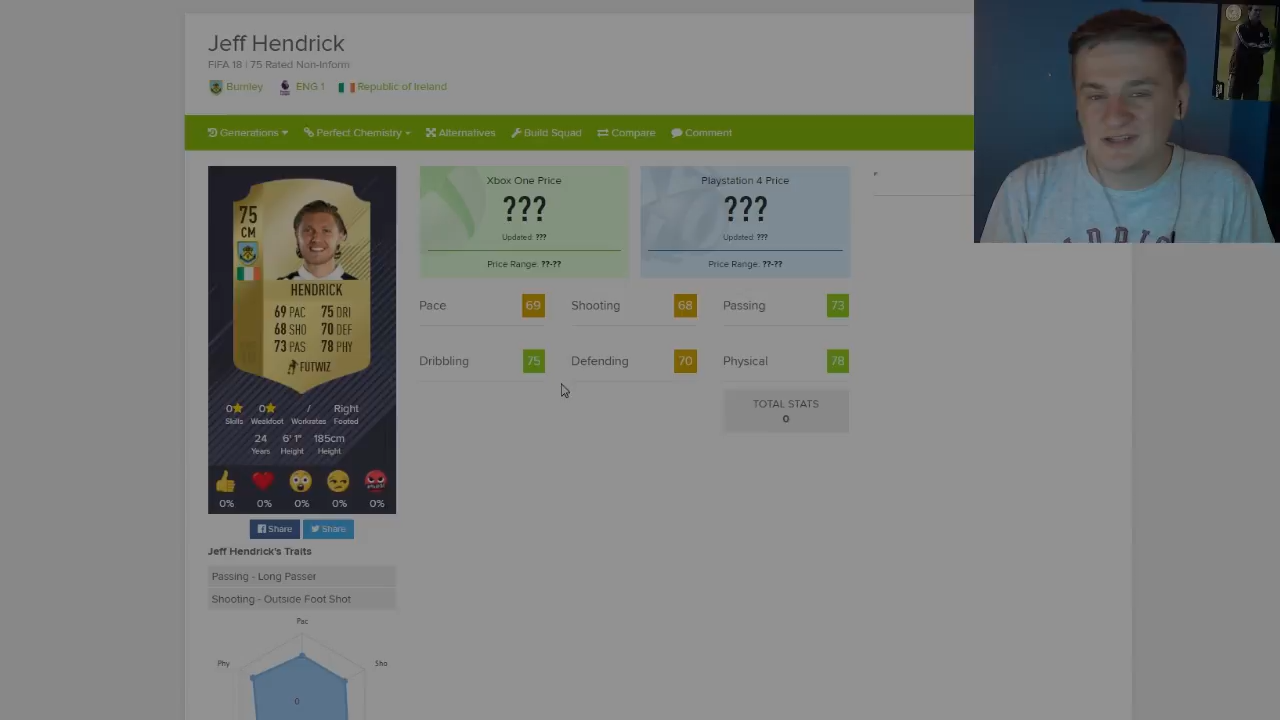 Jeff Hendrick
FIFA 18 | 75 Rated Non-Inform
Burnley ENG 1 Republic of Ireland
Generations Perfect Chemistry Alternatives Build Squad Compare Comment
75
CM
HENDRICK
69 PAC 75 DRI
68 SHO 70 DEF
73 PAS 78 PHY
FUTWIZ
0 0 / Right
Skills Weakfoot Workrates Footed
24 6' 1" 185cm
Years Height Height
0% 0% 0% 0% 0%
Share Share
Jeff Hendrick's Traits
Passing - Long Passer
Shooting - Outside Foot Shot
Pac
Phy Sho
0
Xbox One Price
???
Updated: ???
Price Range: ??-??
Playstation 4 Price
???
Updated: ???
Price Range: ??-??
Pace 69 Shooting 68 Passing 73
Dribbling 75 Defending 70 Physical 78
TOTAL STATS
0